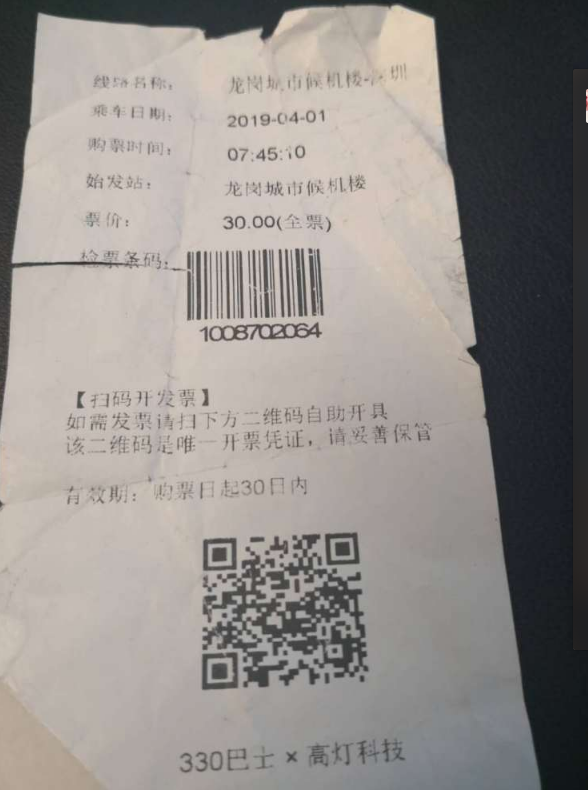 线路名称： 龙岗城市候机楼-深圳
乘车日期： 2019-04-01
购票时间： 07:45:10
始发站： 龙岗城市候机楼
票价： 30.00(全票)
检票条码：
1008702064
【扫码开发票】
如需发票请扫下方二维码自助开具
该二维码是唯一开票凭证，请妥善保管
有效期：购票日起30日内
330巴士 × 高灯科技